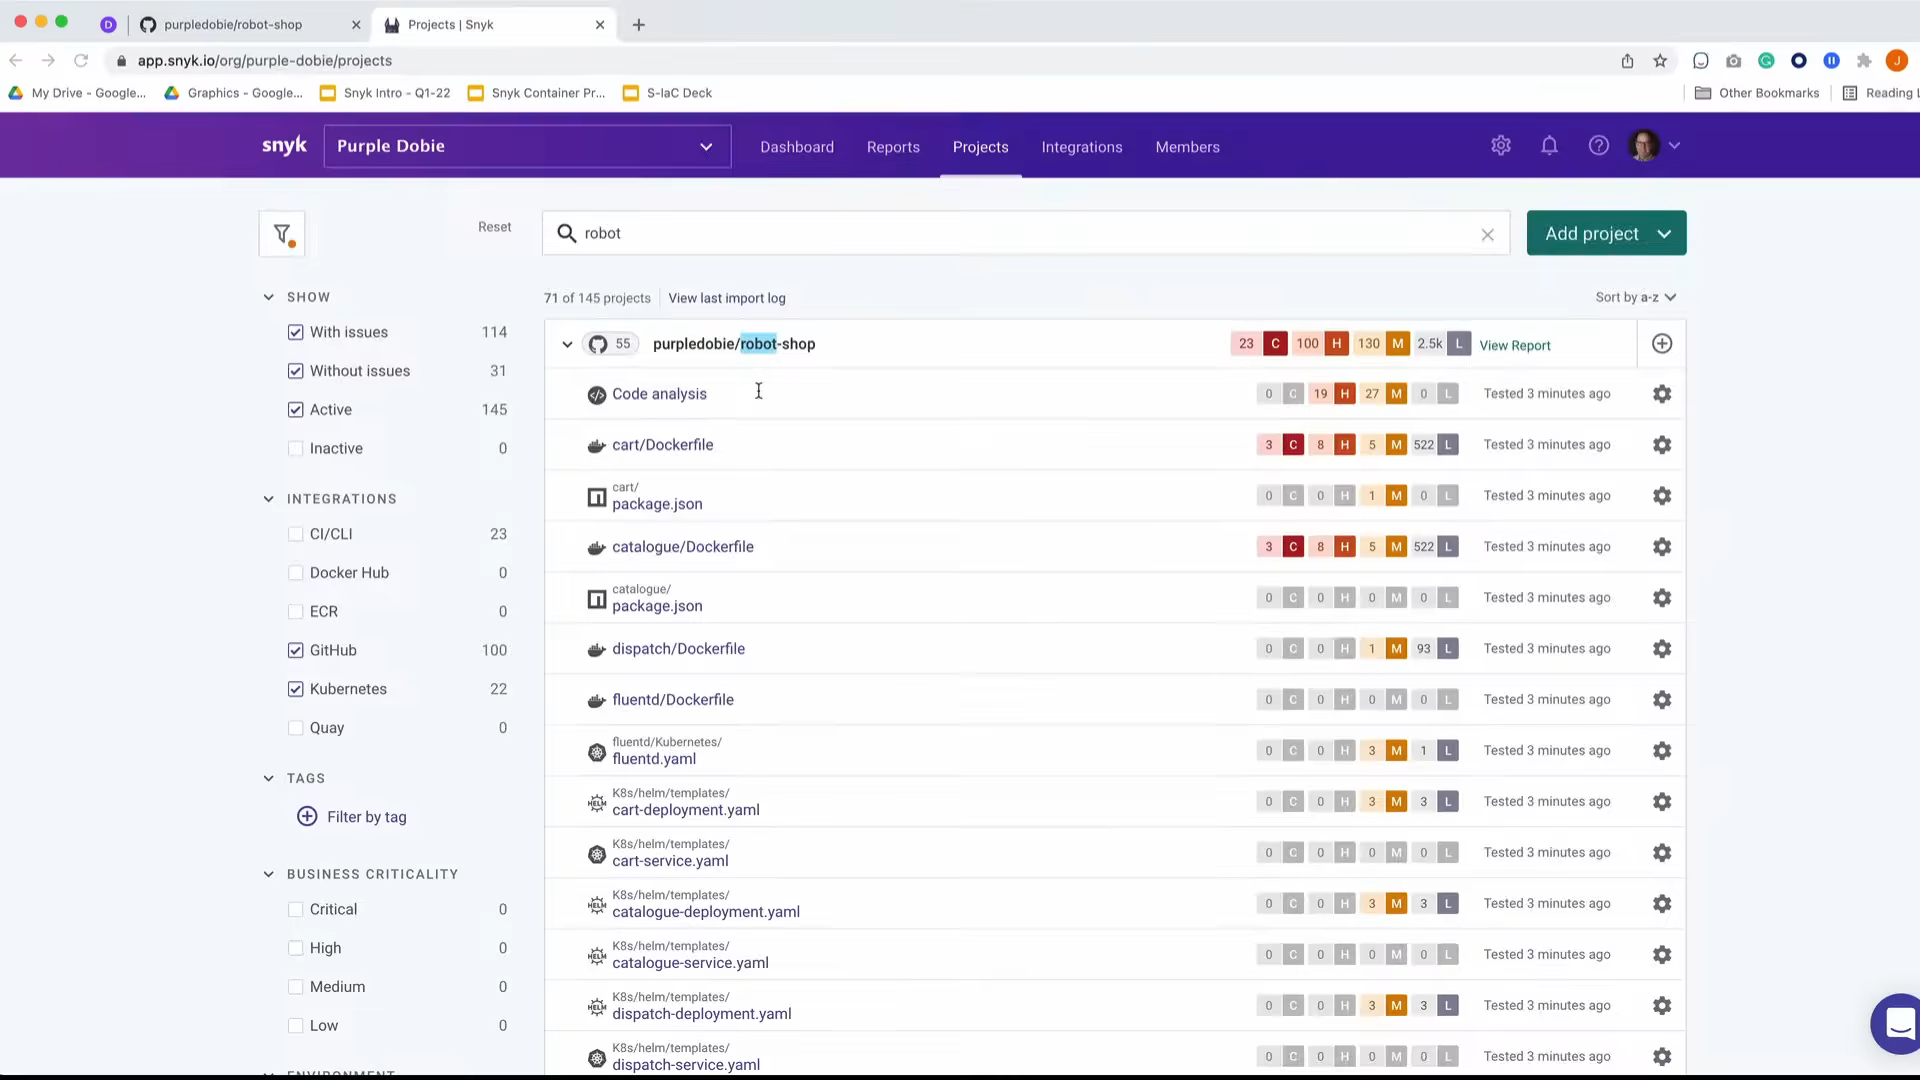 purpledobie/robot-shop
Projects | Snyk
D
app.snyk.io/org/purple-dobie/projects
J
My Drive - Google...
Graphics - Google...
Snyk Intro - Q1-22
Snyk Container Pr...
S-IaC Deck
Other Bookmarks
Reading L
snyk
Purple Dobie
Dashboard
Reports
Projects
Integrations
Members
Reset
robot
Add project
SHOW
With issues 114
Without issues 31
Active 145
Inactive 0
INTEGRATIONS
CI/CLI 23
Docker Hub 0
ECR 0
GitHub 100
Kubernetes 22
Quay 0
TAGS
Filter by tag
BUSINESS CRITICALITY
Critical 0
High 0
Medium 0
Low 0
ENVIRONMENT
71 of 145 projects
View last import log
Sort by a-z
55 purpledobie/robot-shop 23 C 100 H 130 M 2.5k L View Report
Code analysis 0 C 19 H 27 M 0 L Tested 3 minutes ago
cart/Dockerfile 3 C 8 H 5 M 522 L Tested 3 minutes ago
cart/
package.json 0 C 0 H 1 M 0 L Tested 3 minutes ago
catalogue/Dockerfile 3 C 8 H 5 M 522 L Tested 3 minutes ago
catalogue/
package.json 0 C 0 H 0 M 0 L Tested 3 minutes ago
dispatch/Dockerfile 0 C 0 H 1 M 93 L Tested 3 minutes ago
fluentd/Dockerfile 0 C 0 H 0 M 0 L Tested 3 minutes ago
fluentd/Kubernetes/
fluentd.yaml 0 C 0 H 3 M 1 L Tested 3 minutes ago
K8s/helm/templates/
HELM cart-deployment.yaml 0 C 0 H 3 M 3 L Tested 3 minutes ago
K8s/helm/templates/
cart-service.yaml 0 C 0 H 0 M 0 L Tested 3 minutes ago
K8s/helm/templates/
HELM catalogue-deployment.yaml 0 C 0 H 3 M 3 L Tested 3 minutes ago
K8s/helm/templates/
HELM catalogue-service.yaml 0 C 0 H 0 M 0 L Tested 3 minutes ago
K8s/helm/templates/
HELM dispatch-deployment.yaml 0 C 0 H 3 M 3 L Tested 3 minutes ago
K8s/helm/templates/
dispatch-service.yaml 0 C 0 H 0 M 0 L Tested 3 minutes ago